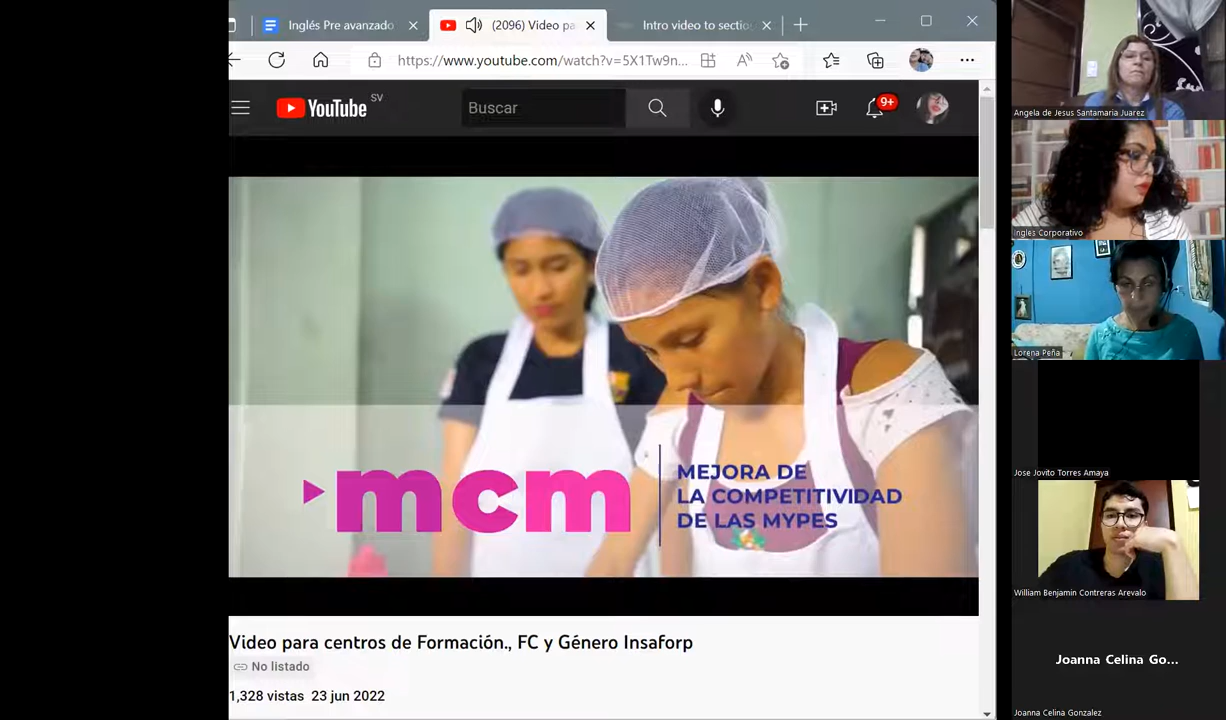 Inglés Pre avanzado
(2096) Video pa
Intro video to sectio
https://www.youtube.com/watch?v=5X1Tw9n...
YouTube SV
Buscar
9+
mcm
MEJORA DE
LA COMPETITIVIDAD
DE LAS MYPES
Video para centros de Formación., FC y Género Insaforp
No listado
1,328 vistas 23 jun 2022
Angela de Jesus Santamaria Juarez
Ingles Corporativo
Lorena Peña
Jose Jovito Torres Amaya
William Benjamin Contreras Arevalo
Joanna Celina Go...
Joanna Celina Gonzalez